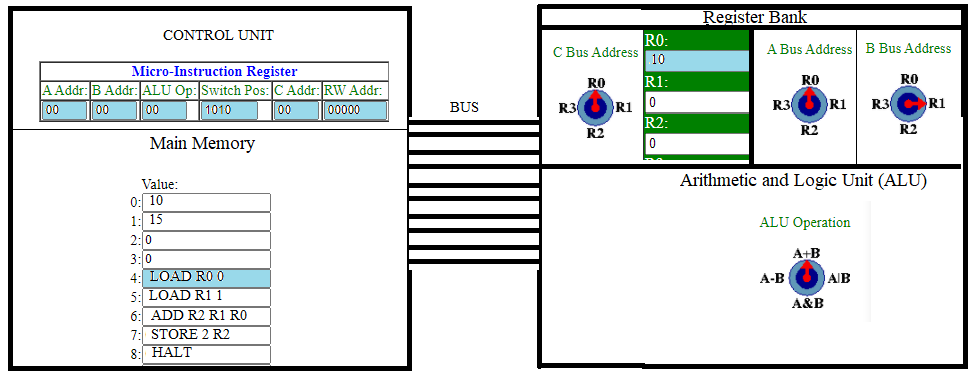 CONTROL UNIT
Micro-Instruction Register
A Addr: B Addr: ALU Op: Switch Pos: C Addr: RW Addr:
00 00 00 1010 00 00000
Main Memory
Value:
0: 10
1: 15
2: 0
3: 0
4: LOAD R0 0
5: LOAD R1 1
6: ADD R2 R1 R0
7: STORE 2 R2
8: HALT
BUS
Register Bank
C Bus Address
R0
R3 R1
R2
R0:
10
R1:
0
R2:
0
A Bus Address
R0
R3 R1
R2
B Bus Address
R0
R3 R1
R2
Arithmetic and Logic Unit (ALU)
ALU Operation
A+B
A-B A|B
A&B